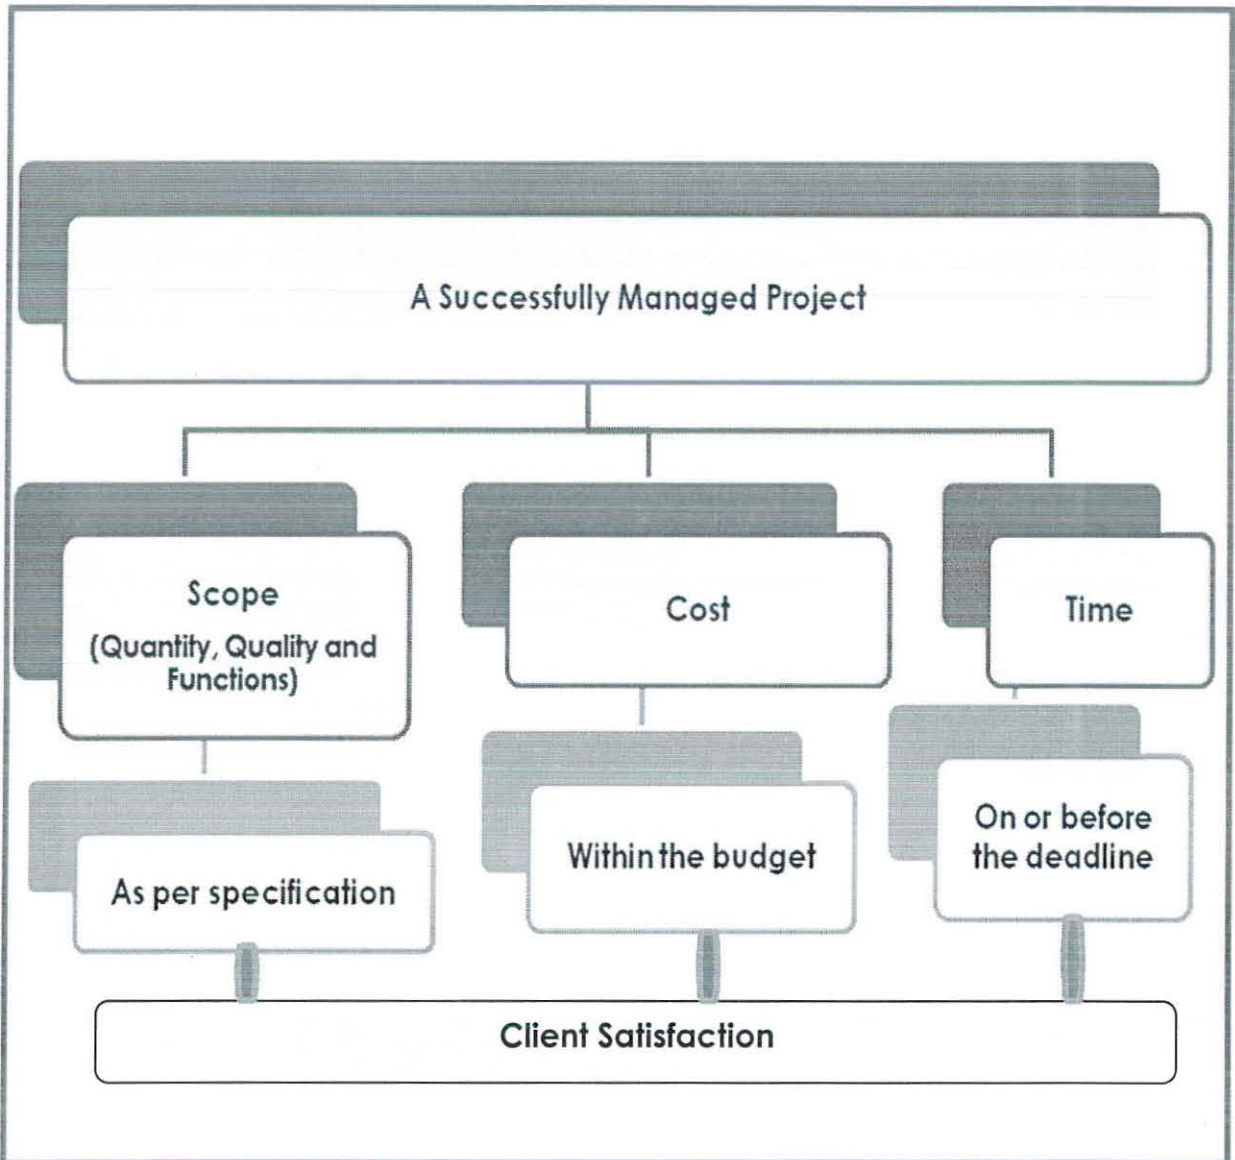 A Successfully Managed Project
Scope
(Quantity, Quality and
Functions)
Cost
Time
As per specification
Within the budget
On or before
the deadline
Client Satisfaction